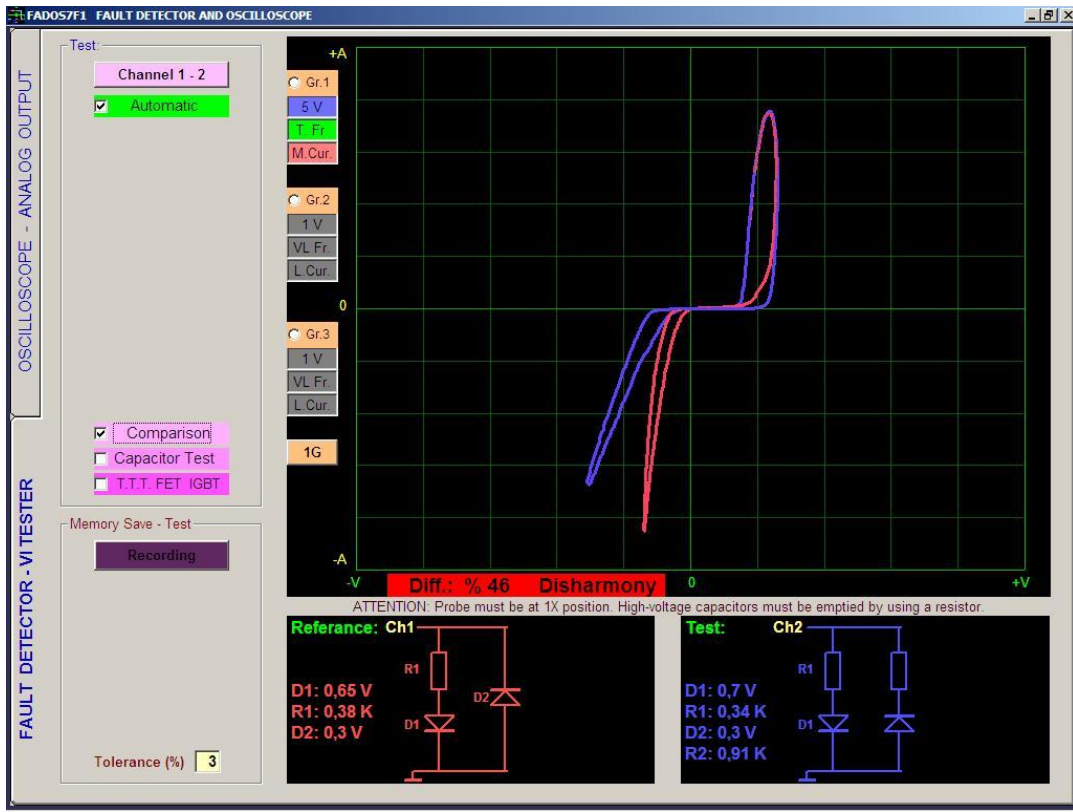 FADOS7F1 FAULT DETECTOR AND OSCILLOSCOPE
OSCILLOSCOPE - ANALOG OUTPUT
FAULT DETECTOR - VI TESTER
Test:
Channel 1 - 2
Automatic
Comparison
Capacitor Test
T.T.T. FET IGBT
Memory Save - Test
Recording
Tolerance (%) 3
+A
Gr.1
5 V
T. Fr
M.Cur.
Gr.2
1 V
VL Fr.
L.Cur.
0
Gr.3
1 V
VL Fr.
L.Cur.
1G
-A
-V
Diff.: % 46 Disharmony
0
+V
ATTENTION: Probe must be at 1X position. High-voltage capacitors must be emptied by using a resistor.
Referance: Ch1
R1
D2
D1: 0,65 V
R1: 0,38 K
D1
D2: 0,3 V
Test: Ch2
R1
D1: 0,7 V
R1: 0,34 K
D1
D2: 0,3 V
R2: 0,91 K